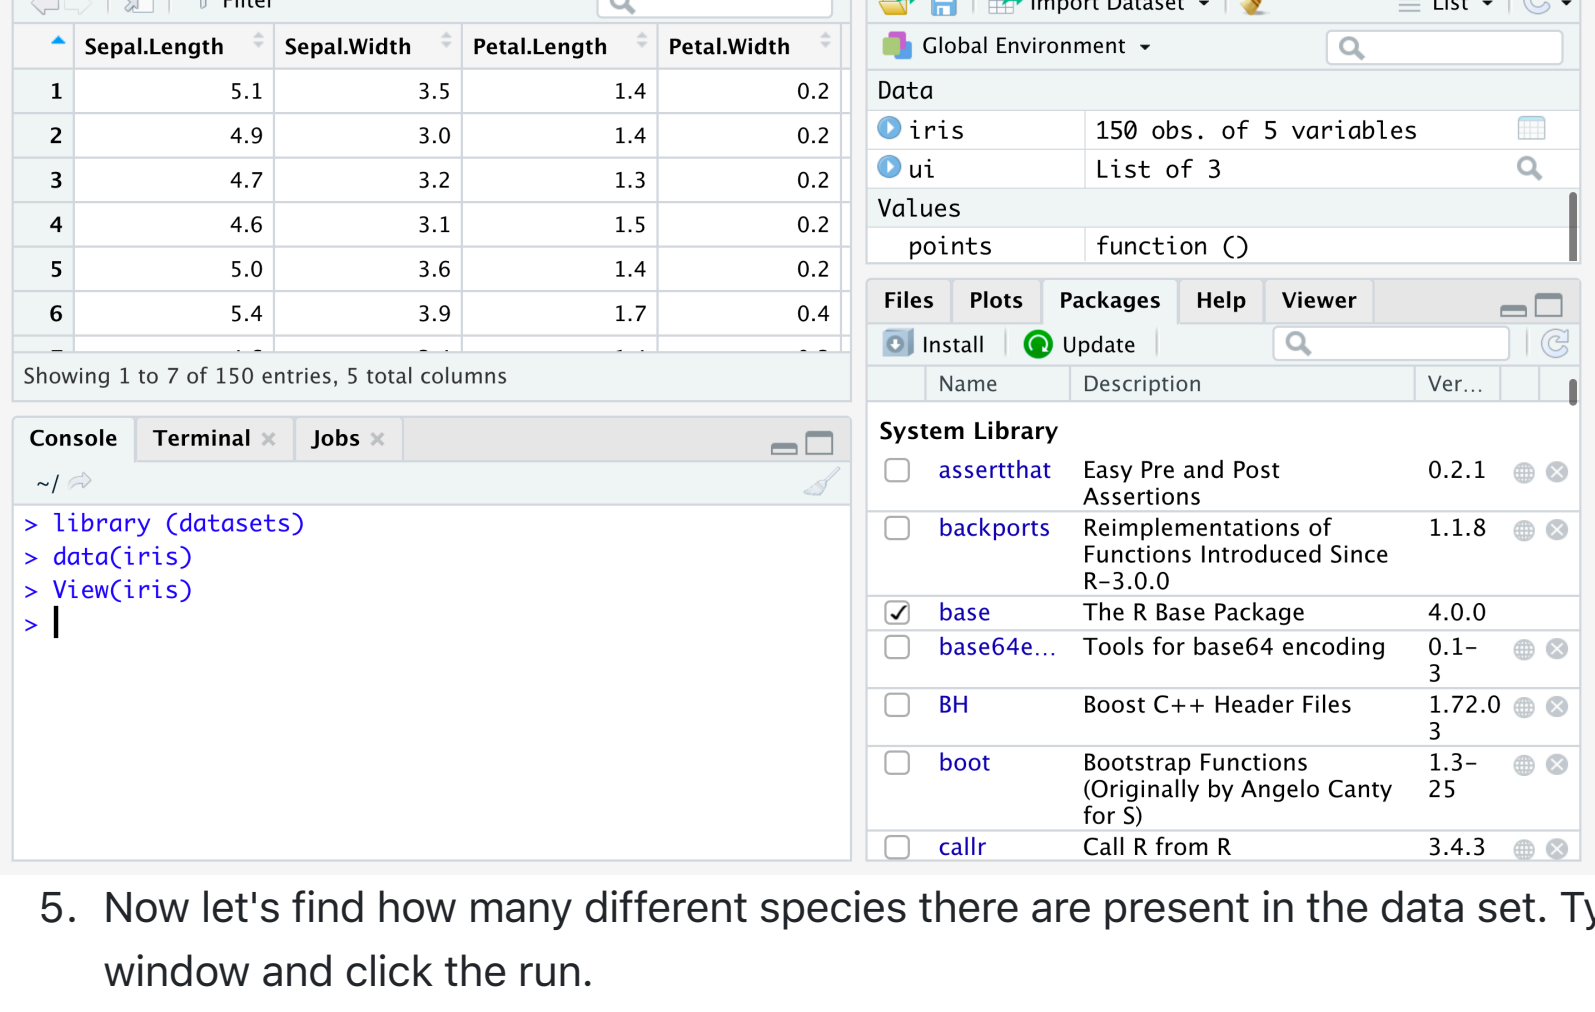 Filter
Import Dataset
List
Sepal.Length Sepal.Width Petal.Length Petal.Width
1 5.1 3.5 1.4 0.2
2 4.9 3.0 1.4 0.2
3 4.7 3.2 1.3 0.2
4 4.6 3.1 1.5 0.2
5 5.0 3.6 1.4 0.2
6 5.4 3.9 1.7 0.4
Showing 1 to 7 of 150 entries, 5 total columns
Console Terminal Jobs
~/
> library (datasets)
> data(iris)
> View(iris)
>
Global Environment
Data
iris 150 obs. of 5 variables
ui List of 3
Values
points function ()
Files Plots Packages Help Viewer
Install Update
Name Description Ver...
System Library
assertthat Easy Pre and Post 0.2.1
Assertions
backports Reimplementations of 1.1.8
Functions Introduced Since
R-3.0.0
base The R Base Package 4.0.0
base64e... Tools for base64 encoding 0.1-
3
BH Boost C++ Header Files 1.72.0
3
boot Bootstrap Functions 1.3-
(Originally by Angelo Canty 25
for S)
callr Call R from R 3.4.3
5. Now let's find how many different species there are present in the data set. Ty
window and click the run.